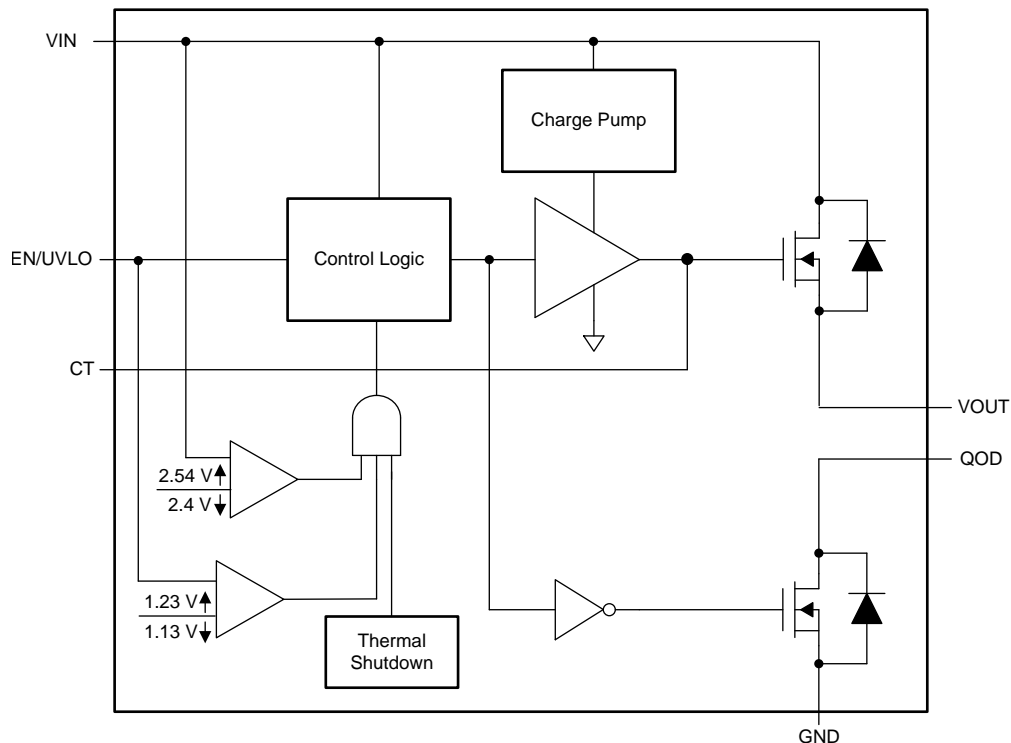 VIN
Charge Pump
EN/UVLO
Control Logic
CT
VOUT
QOD
2.54 V
2.4 V
1.23 V
1.13 V
Thermal
Shutdown
GND